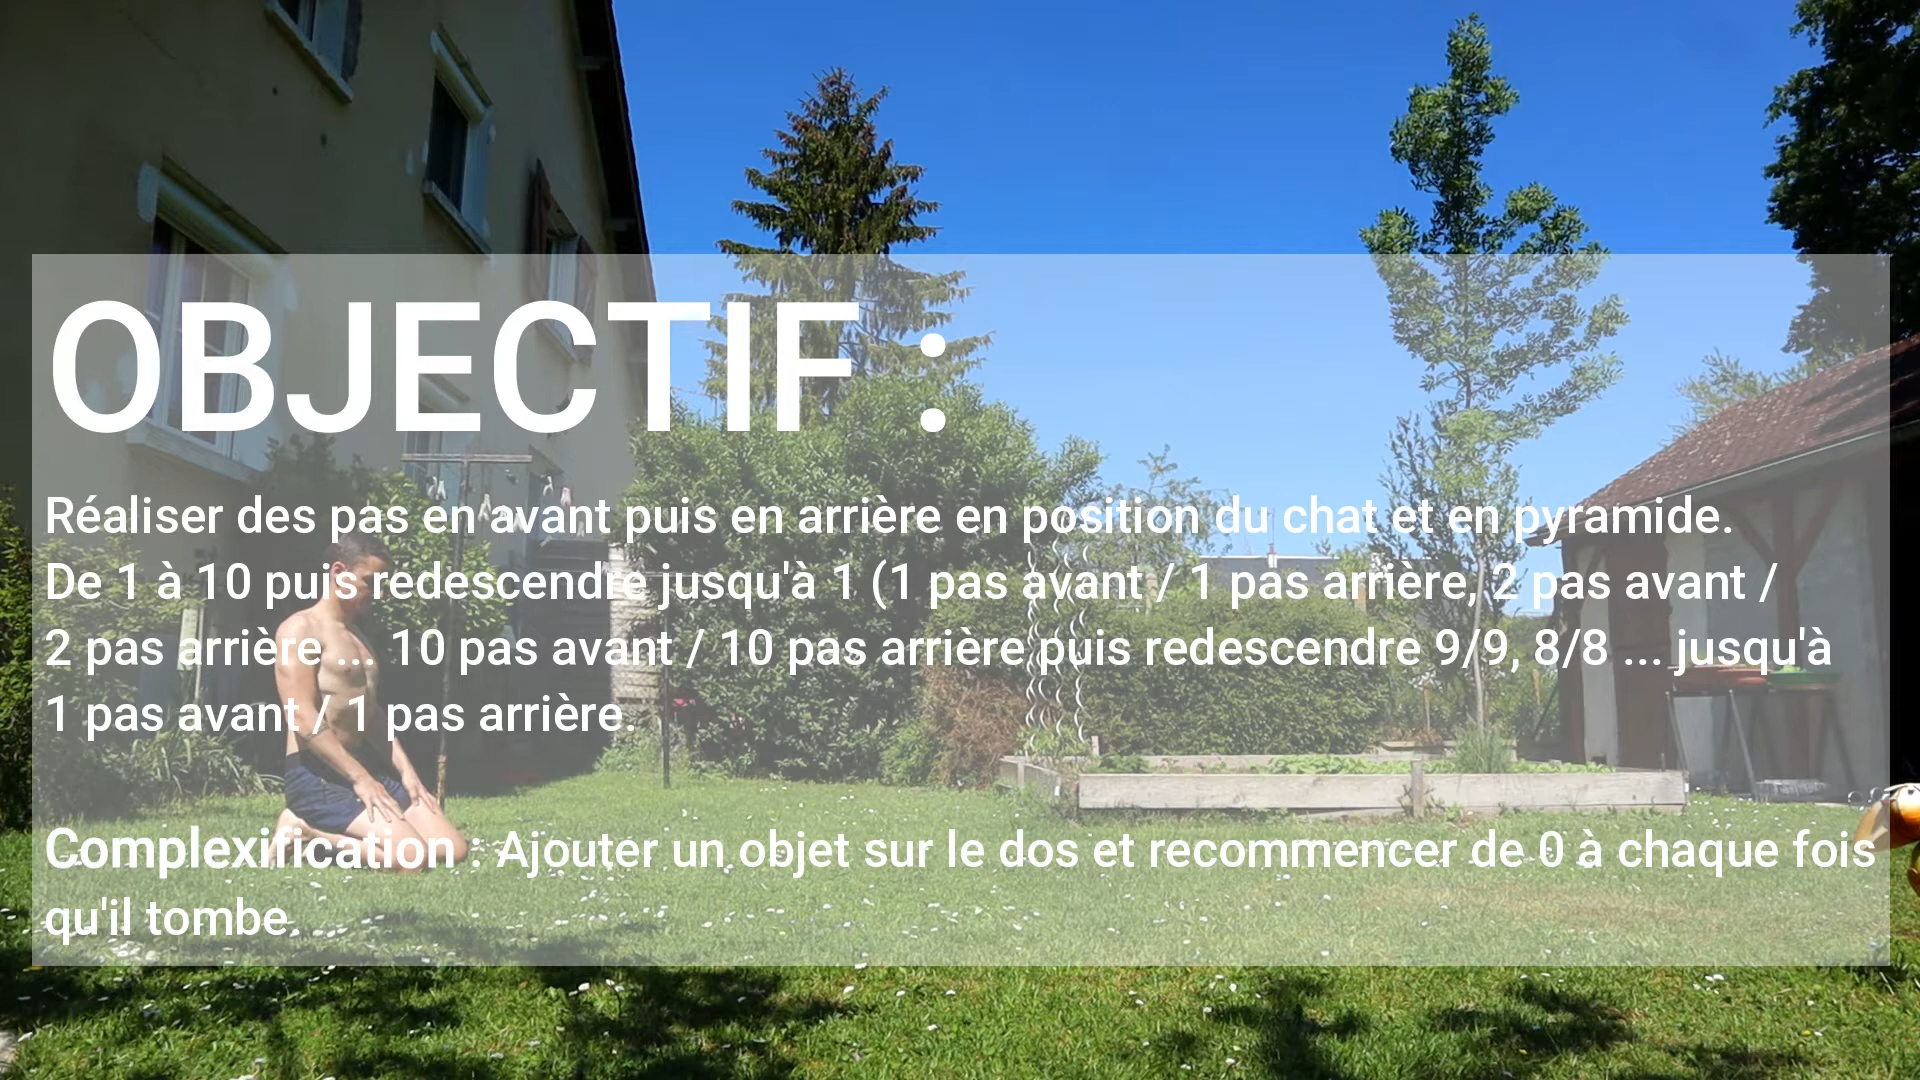 OBJECTIF :
Réaliser des pas en avant puis en arrière en position du chat et en pyramide.
De 1 à 10 puis redescendre jusqu'à 1 (1 pas avant / 1 pas arrière, 2 pas avant /
2 pas arrière ... 10 pas avant / 10 pas arrière puis redescendre 9/9, 8/8 ... jusqu'à
1 pas avant / 1 pas arrière.
Complexification : Ajouter un objet sur le dos et recommencer de 0 à chaque fois
qu'il tombe.